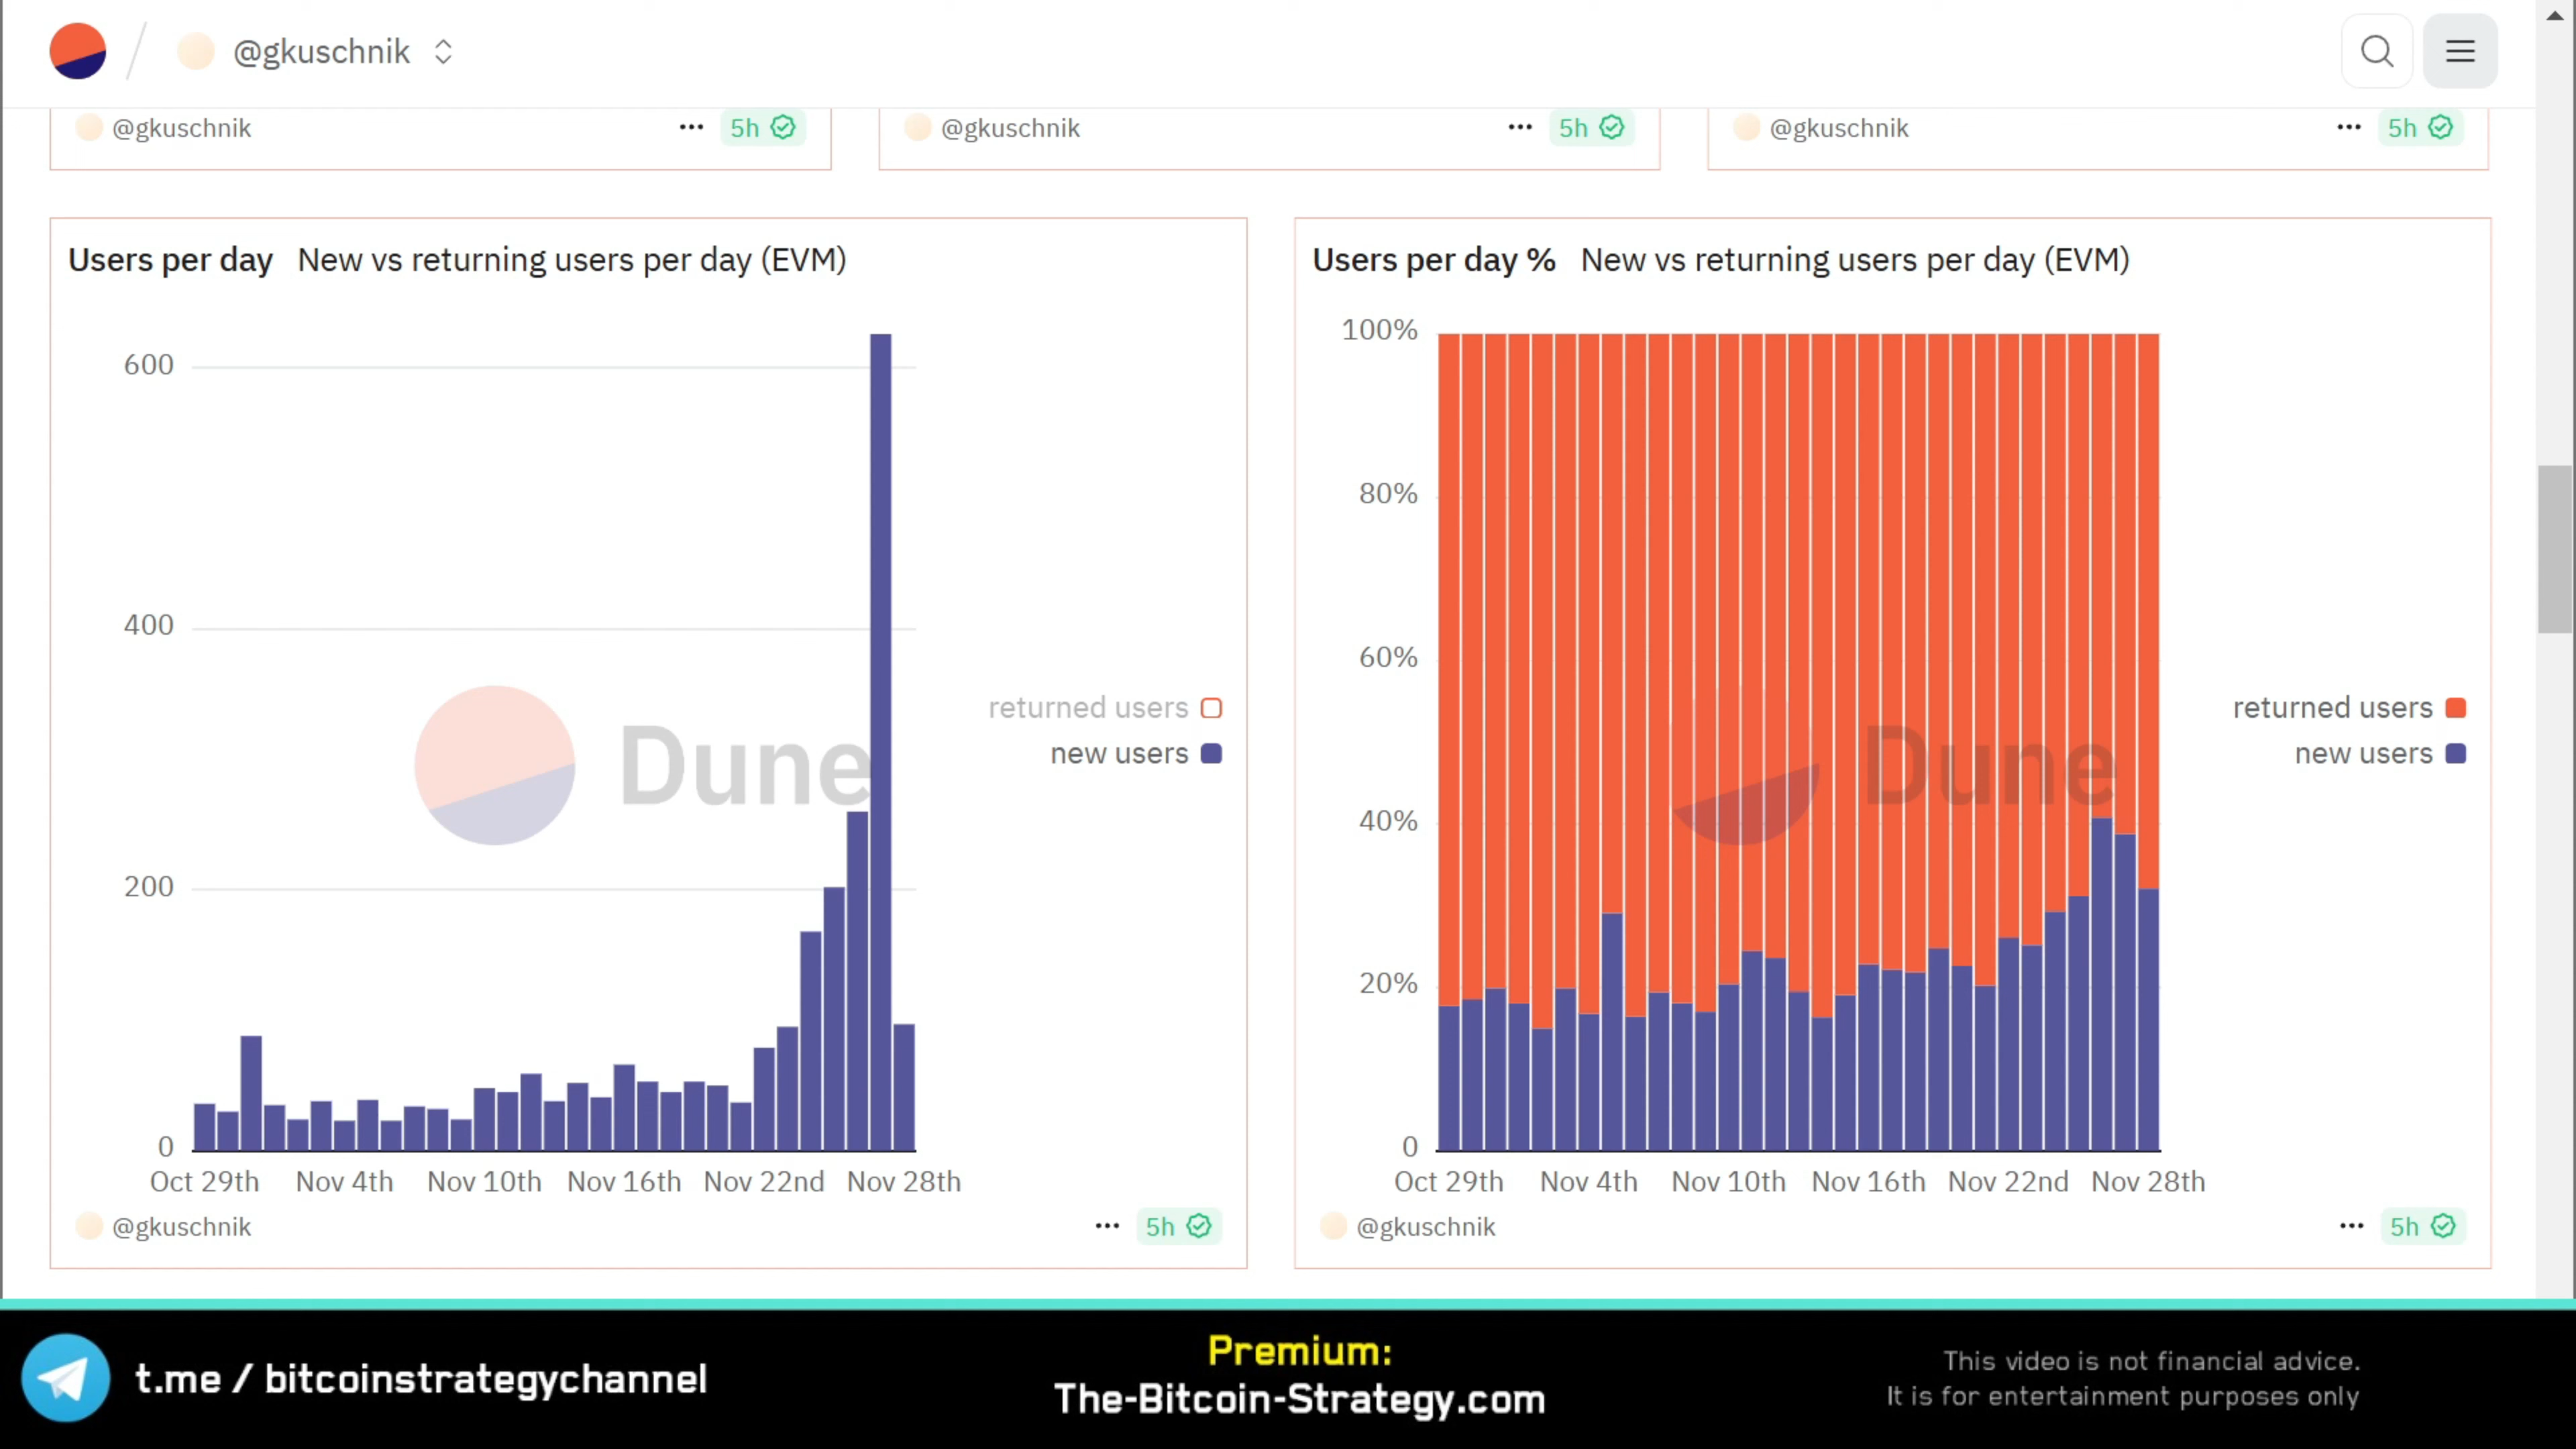 @gkuschnik
@gkuschnik ... 5h
@gkuschnik ... 5h
@gkuschnik ... 5h
Users per day New vs returning users per day (EVM)
600
400
200
0
Dune
returned users
new users
Oct 29th Nov 4th Nov 10th Nov 16th Nov 22nd Nov 28th
@gkuschnik ... 5h
Users per day % New vs returning users per day (EVM)
100%
80%
60%
40%
20%
0
Dune
returned users
new users
Oct 29th Nov 4th Nov 10th Nov 16th Nov 22nd Nov 28th
@gkuschnik ... 5h
t.me / bitcoinstrategychannel
Premium:
The-Bitcoin-Strategy.com
This video is not financial advice.
It is for entertainment purposes only